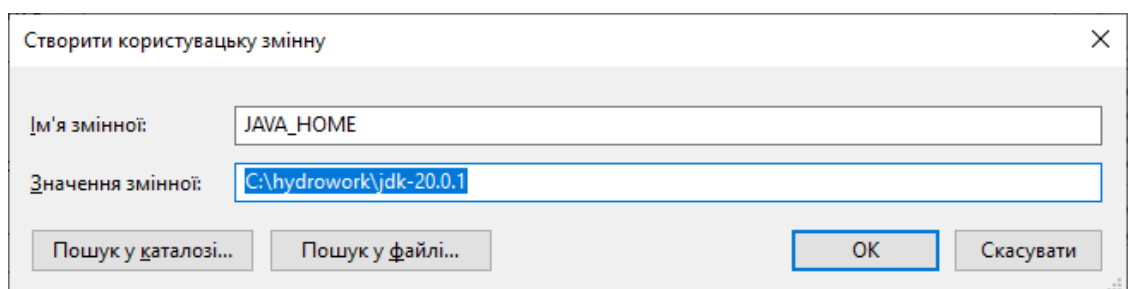 Створити користувацьку змінну
Ім'я змінної: JAVA_HOME
Значення змінної: C:\hydrowork\jdk-20.0.1
Пошук у каталозі... Пошук у файлі... OK Скасувати